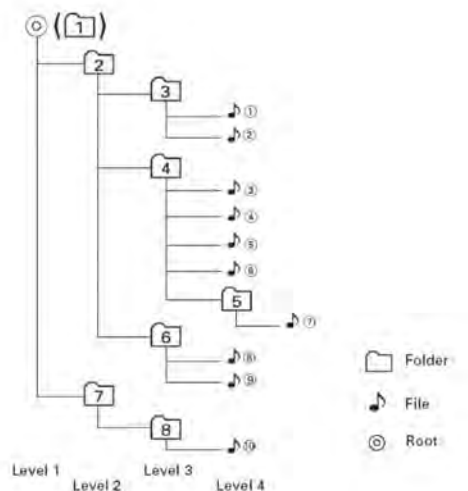 1
2
3
①
②
4
③
④
⑤
⑥
5
⑦
6
⑧
⑨
7
8
⑩
Folder
File
Root
Level 1
Level 2
Level 3
Level 4